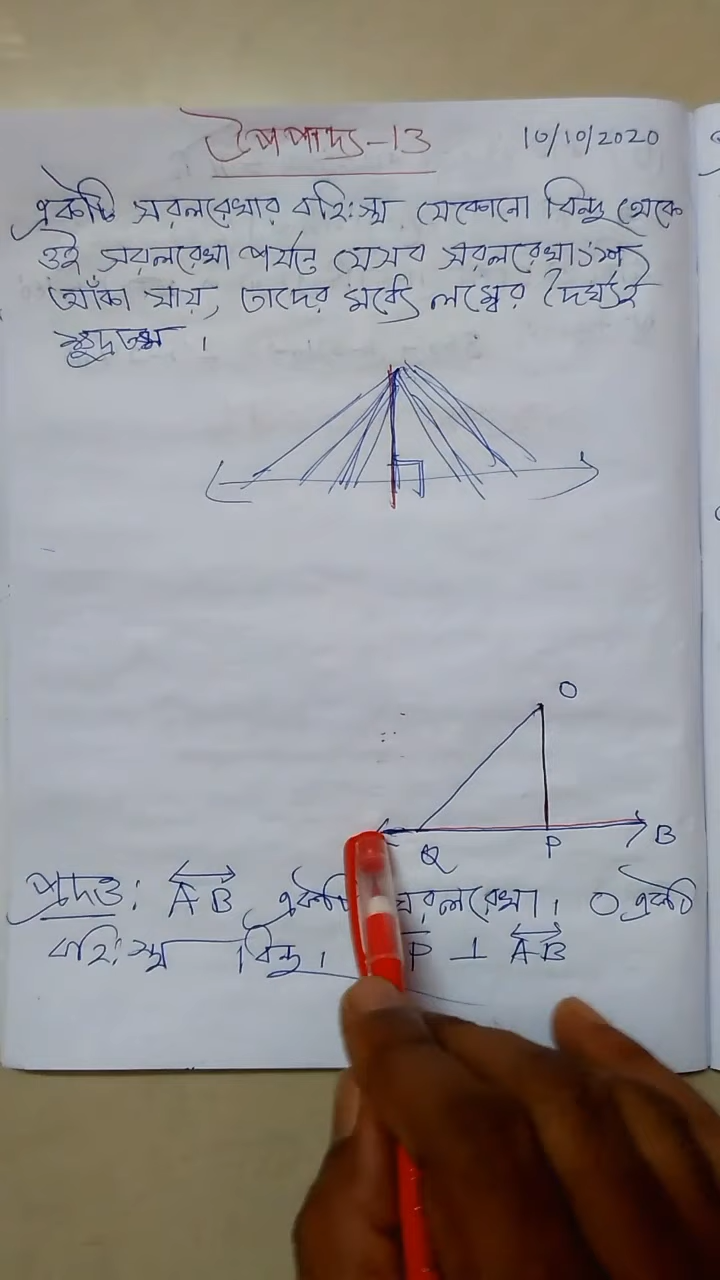 উপপাদ্য-13 10/10/2020
একটি সরলরেখার বহিঃস্থ যেকোনো বিন্দু থেকে
ওই সরলরেখা পর্যন্ত যেসব সরলরেখাংশ
আঁকা যায়, তাদের মধ্যে লম্বের দৈর্ঘ্যই
ক্ষুদ্রতম ।
O
Q P B
প্রদত্ত : AB একটি সরলরেখা । O একটি
বহিঃস্থ বিন্দু । P ⊥ AB